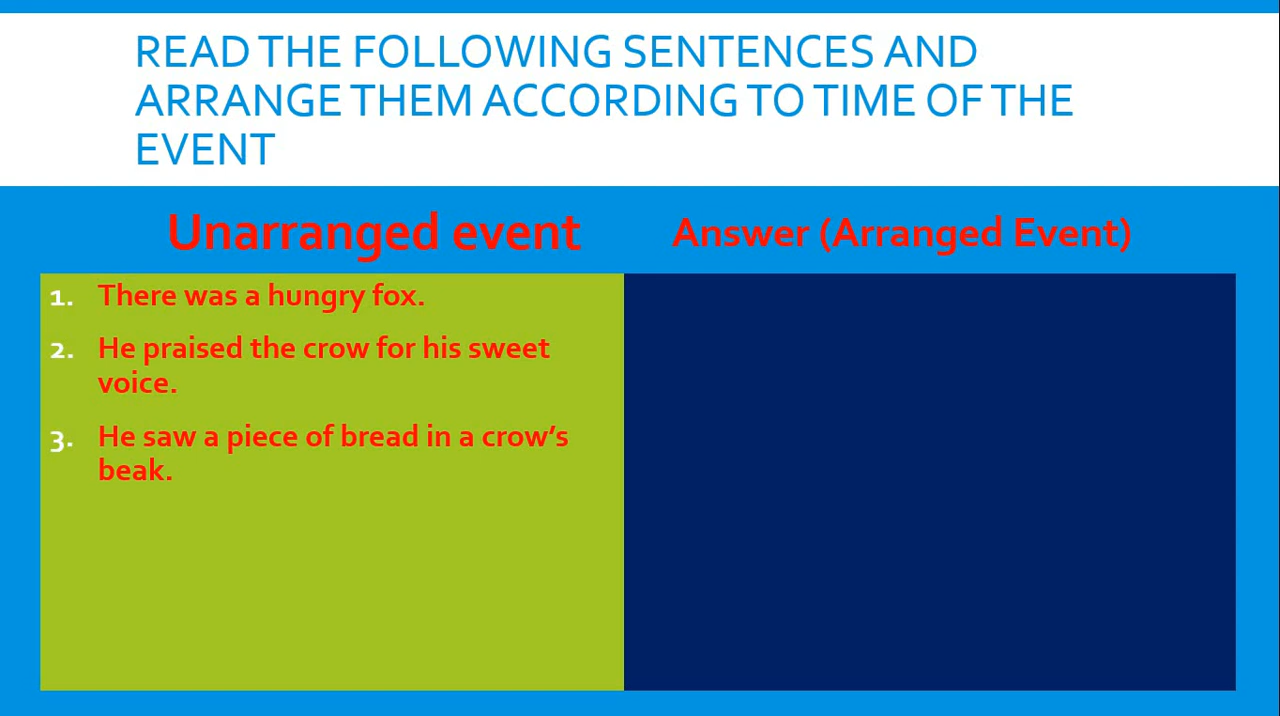 READ THE FOLLOWING SENTENCES AND
ARRANGE THEM ACCORDING TO TIME OF THE
EVENT
Unarranged event
Answer (Arranged Event)
1. There was a hungry fox.
2. He praised the crow for his sweet
voice.
3. He saw a piece of bread in a crow’s
beak.